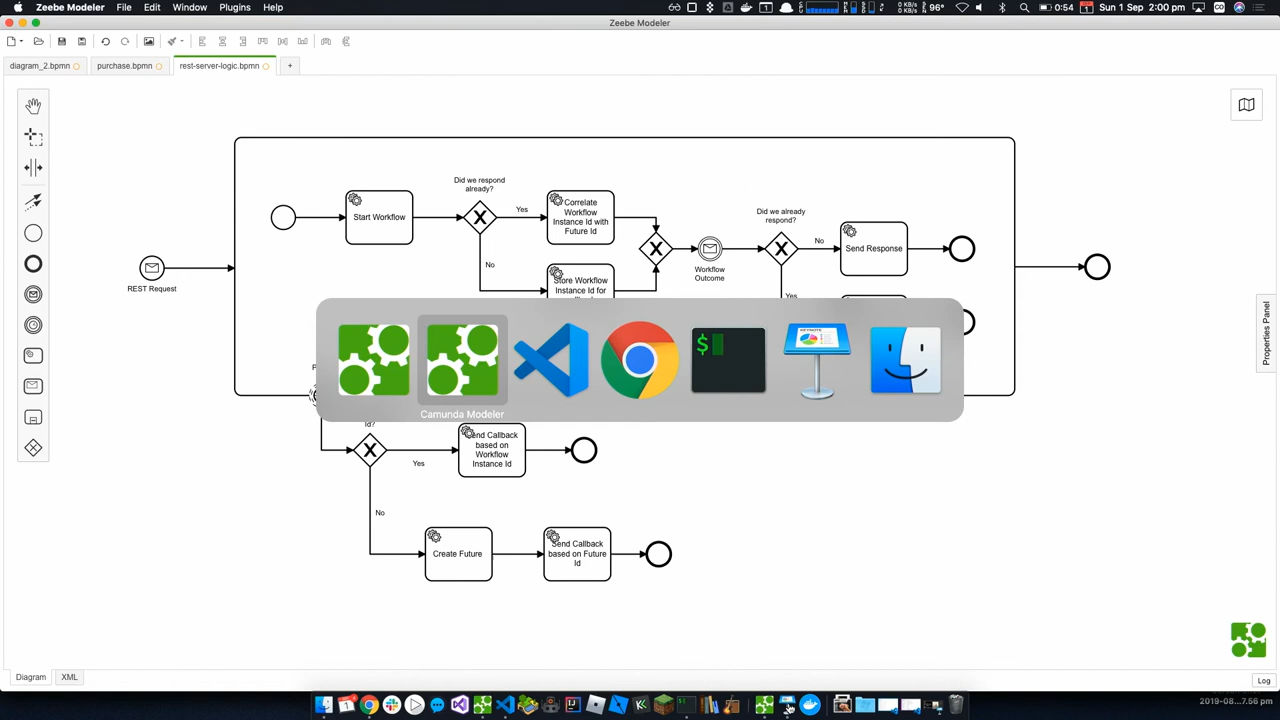 Zeebe Modeler File Edit Window Plugins Help
96°
0:54
Sun 1 Sep 2:00 pm
Zeebe Modeler
diagram_2.bpmn
purchase.bpmn
rest-server-logic.bpmn
+
Did we respond
already?
Start Workflow
Yes
Correlate
Workflow
Instance Id with
Future Id
Did we already
respond?
No
Send Response
REST Request
No
Workflow
Outcome
Store Workflow
Instance Id for
Yes
Properties Panel
$
KEYNOTE
Camunda Modeler
Id?
Yes
Send Callback
based on
Workflow
Instance Id
No
Create Future
Send Callback
based on Future
Id
Diagram
XML
Log
2019-08...7.56 pm